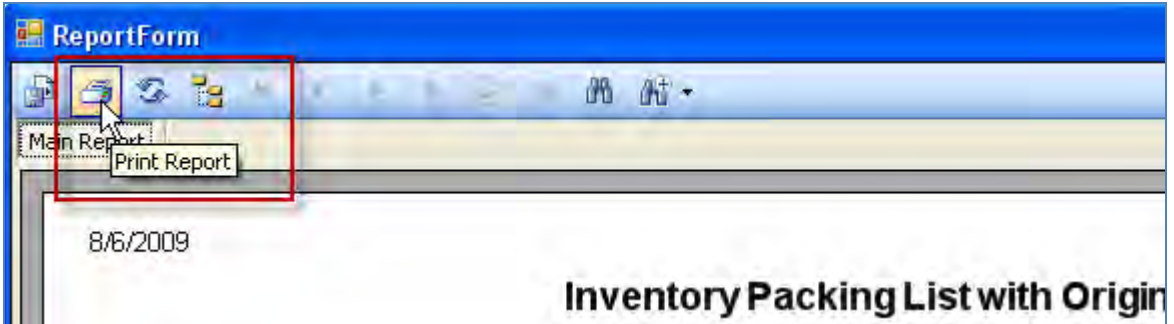 ReportForm
Main Report
Print Report
8/6/2009
Inventory Packing List with Origin